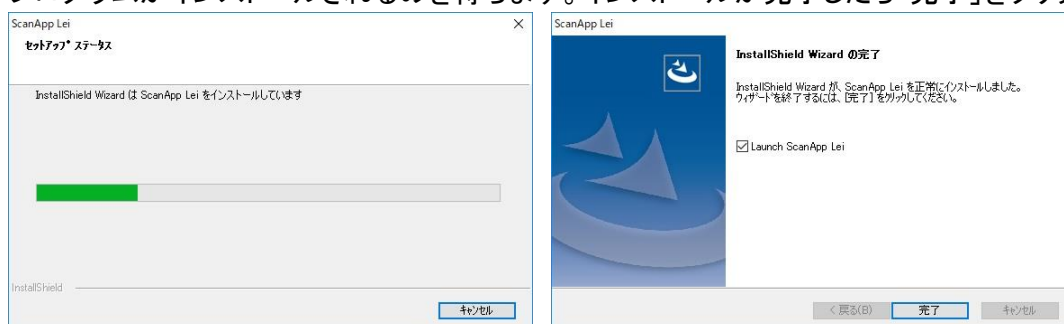 ScanApp Lei
セットアップ ステータス
InstallShield Wizard は ScanApp Lei をインストールしています
InstallShield
キャンセル
ScanApp Lei
InstallShield Wizard の完了
InstallShield Wizard が、ScanApp Lei を正常にインストールしました。
ウィザードを終了するには、[完了] をクリックしてください。
Launch ScanApp Lei
< 戻る(B)
完了
キャンセル